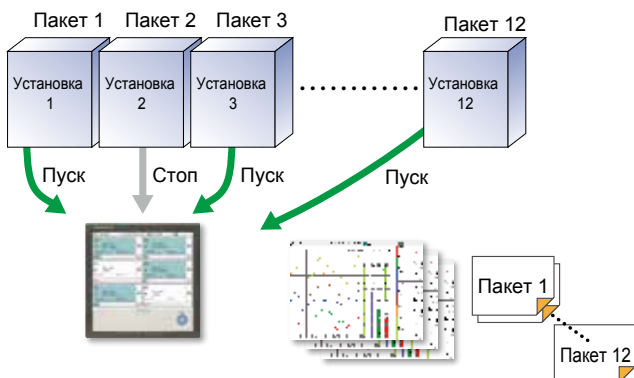 Пакет 1 Пакет 2 Пакет 3 Пакет 12
Установка 1
Установка 2
Установка 3
Установка 12
Пуск Стоп Пуск Пуск
Пакет 1
Пакет 12